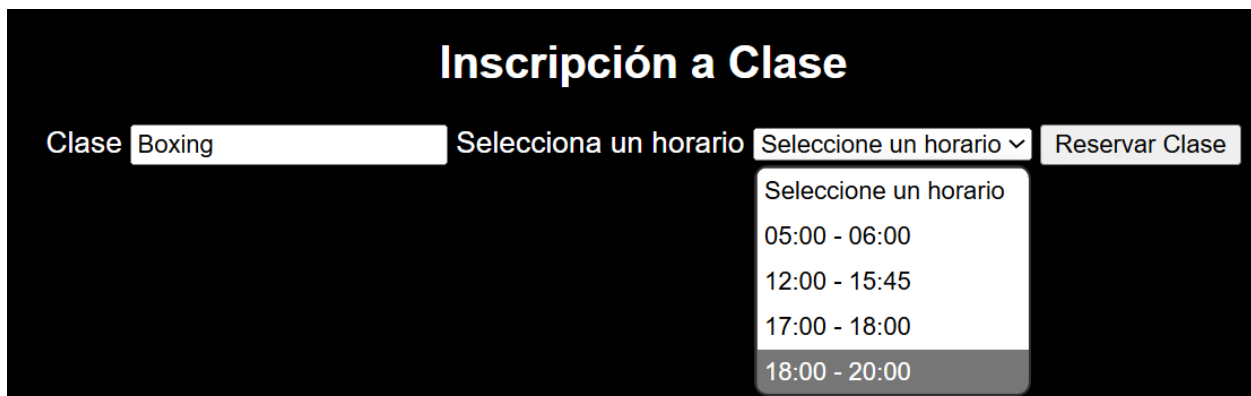 Inscripción a Clase
Clase Boxing Selecciona un horario Seleccione un horario Reservar Clase
Seleccione un horario
05:00 - 06:00
12:00 - 15:45
17:00 - 18:00
18:00 - 20:00